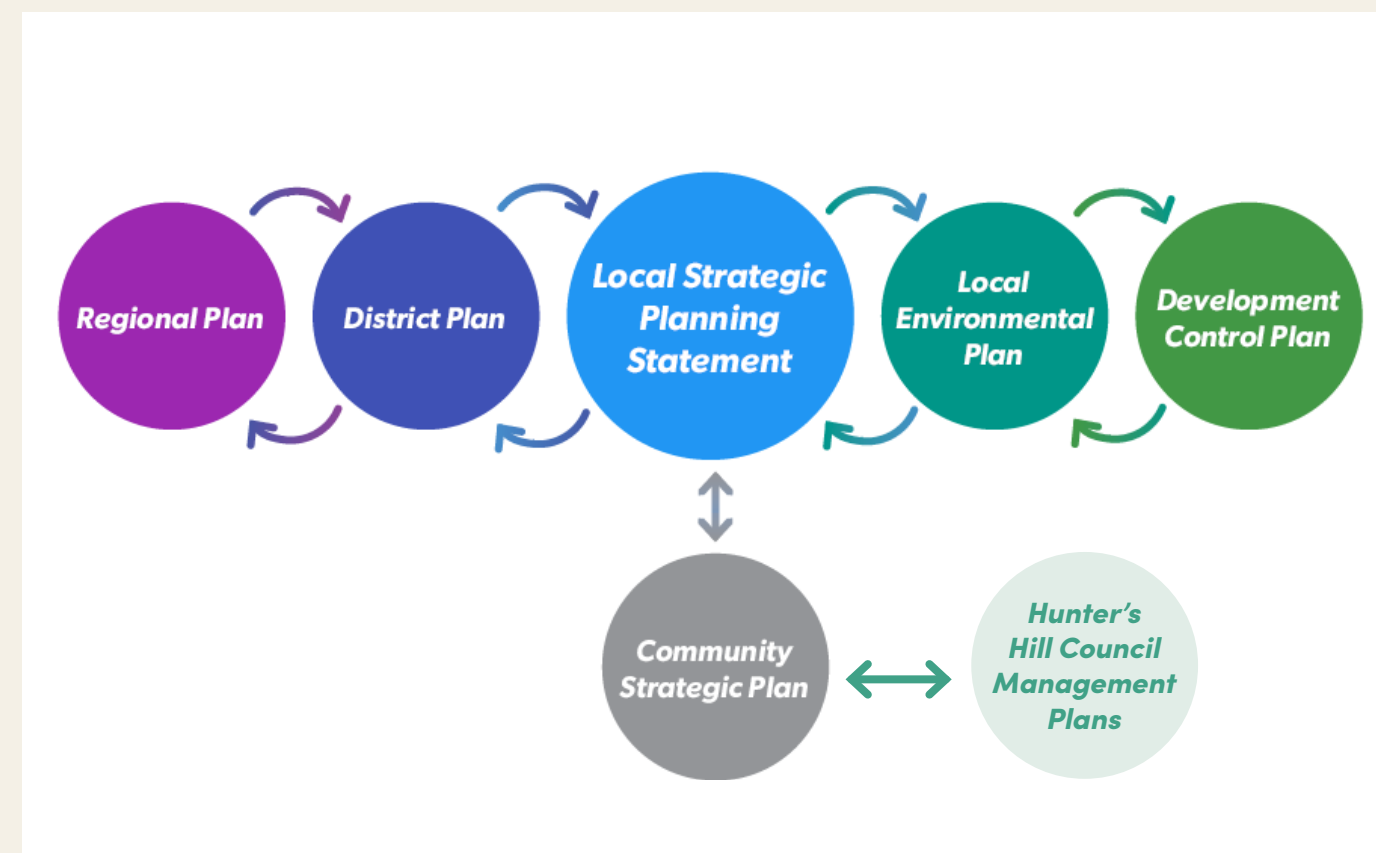 Regional Plan
District Plan
Local Strategic
Planning
Statement
Local
Environmental
Plan
Development
Control Plan
Community
Strategic Plan
Hunter’s
Hill Council
Management
Plans